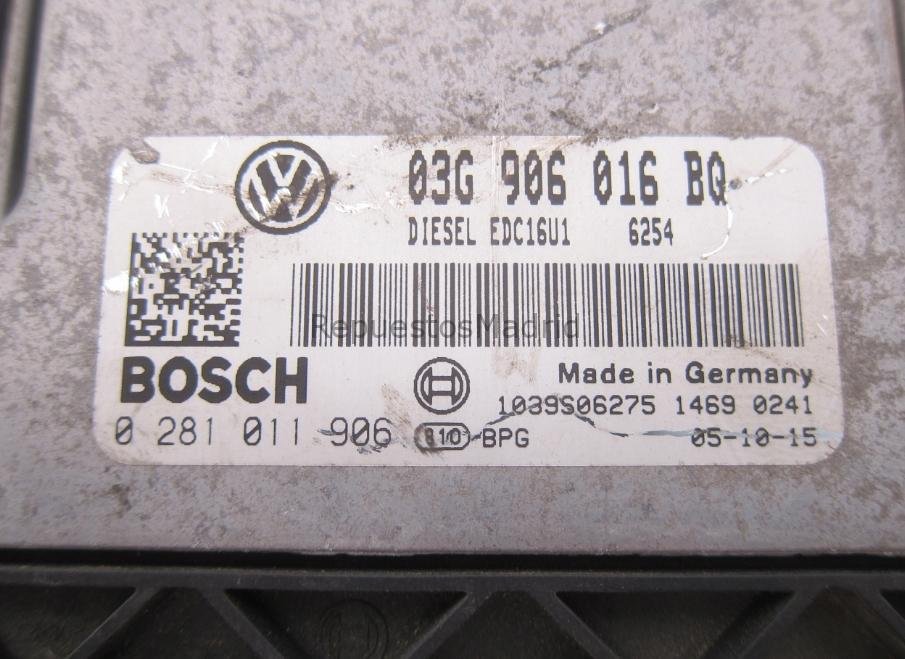 03G 906 016 BQ
DIESEL EDC16U1 6254
RepuestosMadrid
BOSCH
Made in Germany
1039S06275 1469 0241
0 281 011 906 BPG
05-10-15